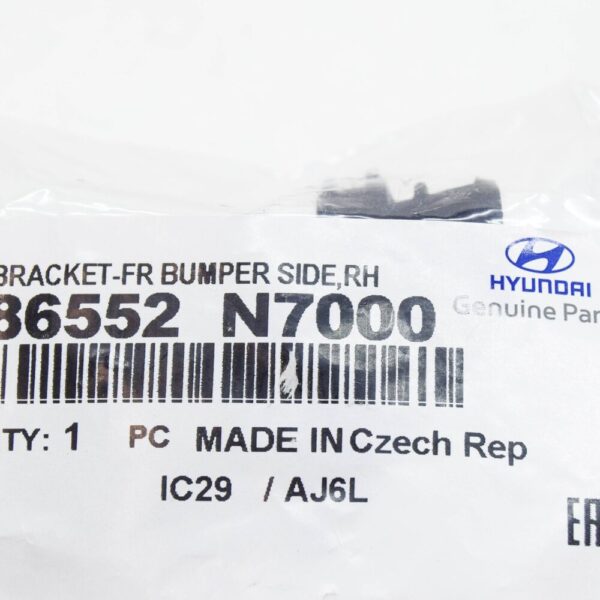 BRACKET-FR BUMPER SIDE,RH
86552 N7000
HYUNDAI
Genuine Par
TY: 1 PC MADE IN Czech Rep
IC29 / AJ6L